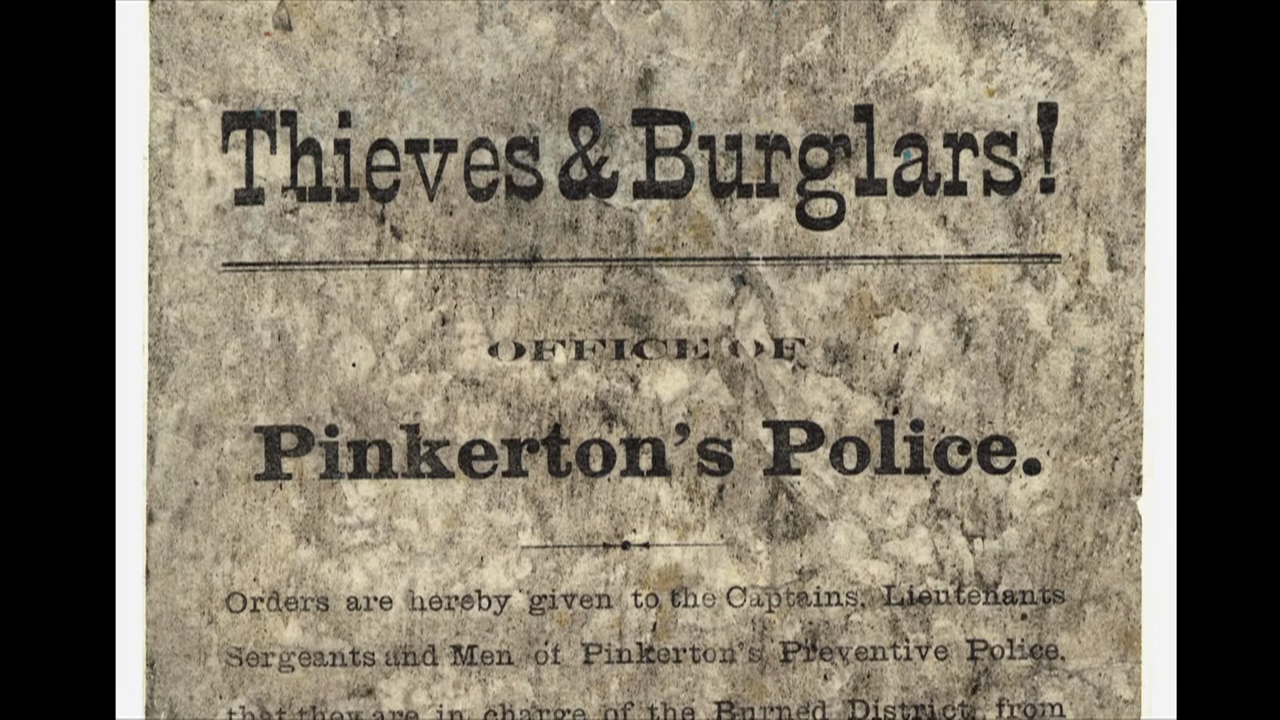 Thieves & Burglars!
OFFICE OF
Pinkerton's Police.
Orders are hereby given to the Captains, Lieutenants
Sergeants and Men of Pinkerton's Preventive Police,
that they are in charge of the Burned District from